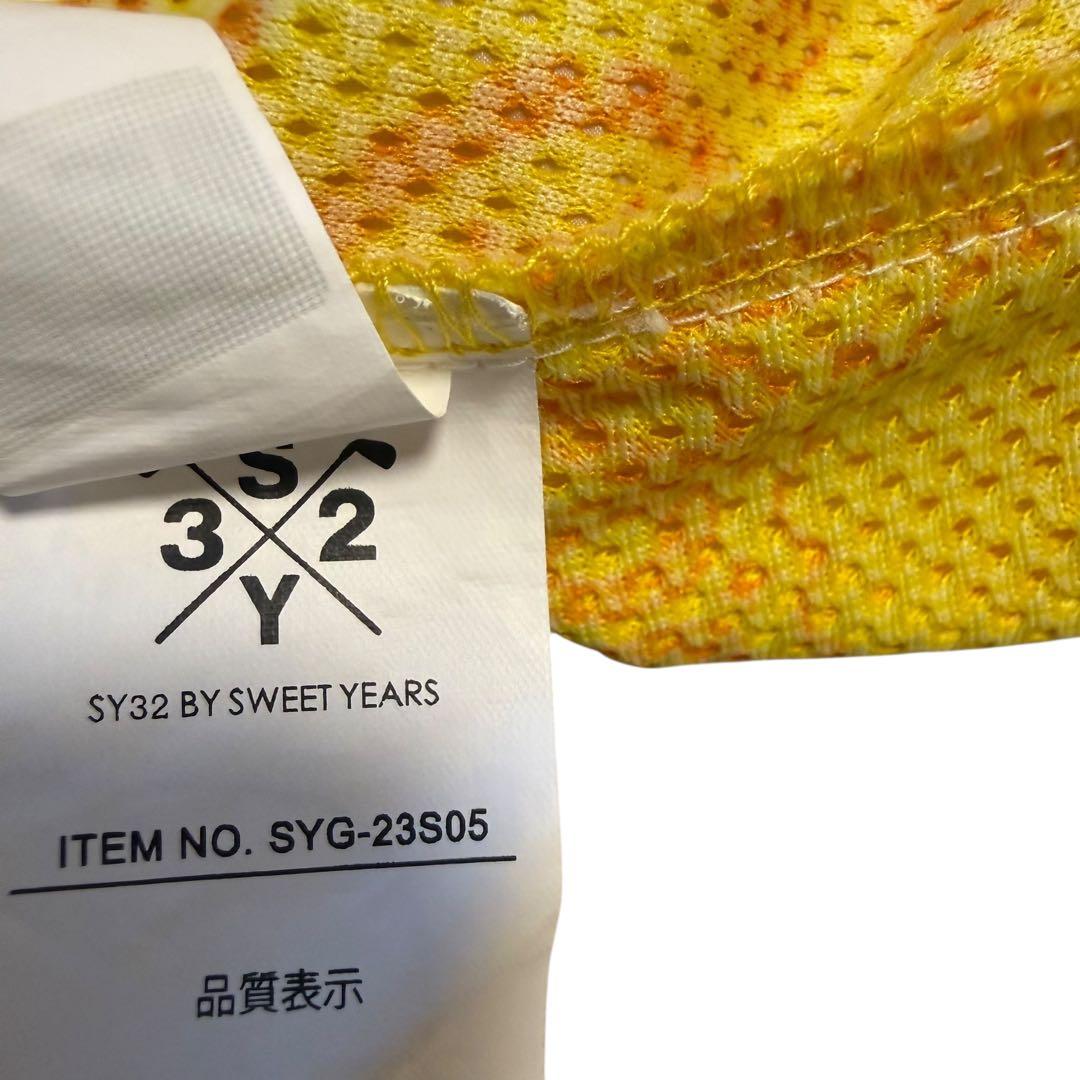 S
3 2
Y
SY32 BY SWEET YEARS
ITEM NO. SYG-23S05
品質表示